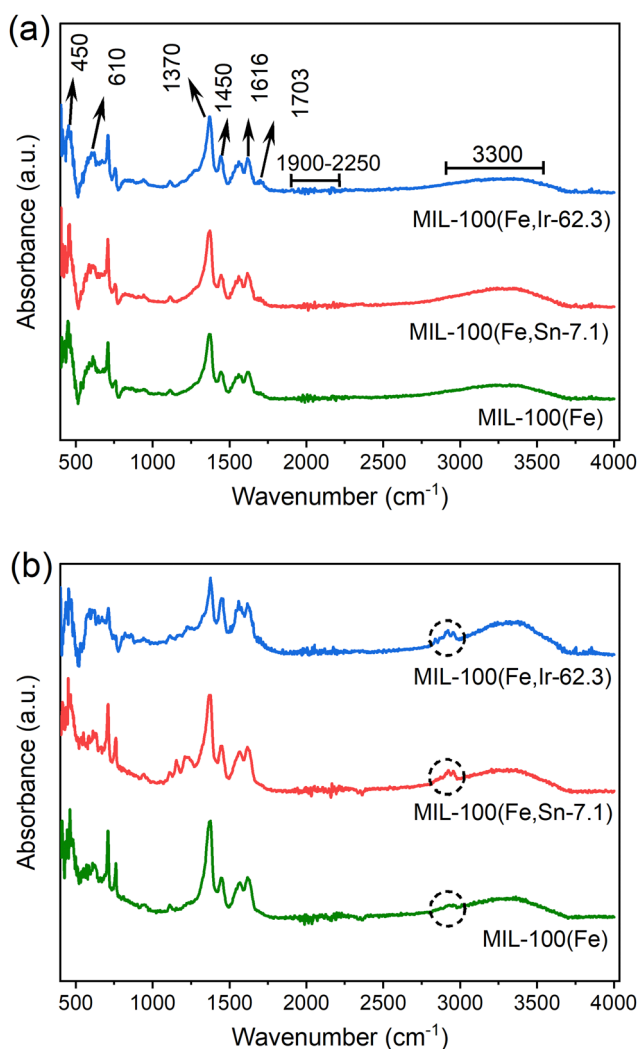 (a)
450
610
1370
1450
1616
1703
1900-2250
3300
MIL-100(Fe,Ir-62.3)
MIL-100(Fe,Sn-7.1)
MIL-100(Fe)
Absorbance (a.u.)
500 1000 1500 2000 2500 3000 3500 4000
Wavenumber (cm⁻¹)
(b)
MIL-100(Fe,Ir-62.3)
MIL-100(Fe,Sn-7.1)
MIL-100(Fe)
Absorbance (a.u.)
500 1000 1500 2000 2500 3000 3500 4000
Wavenumber (cm⁻¹)